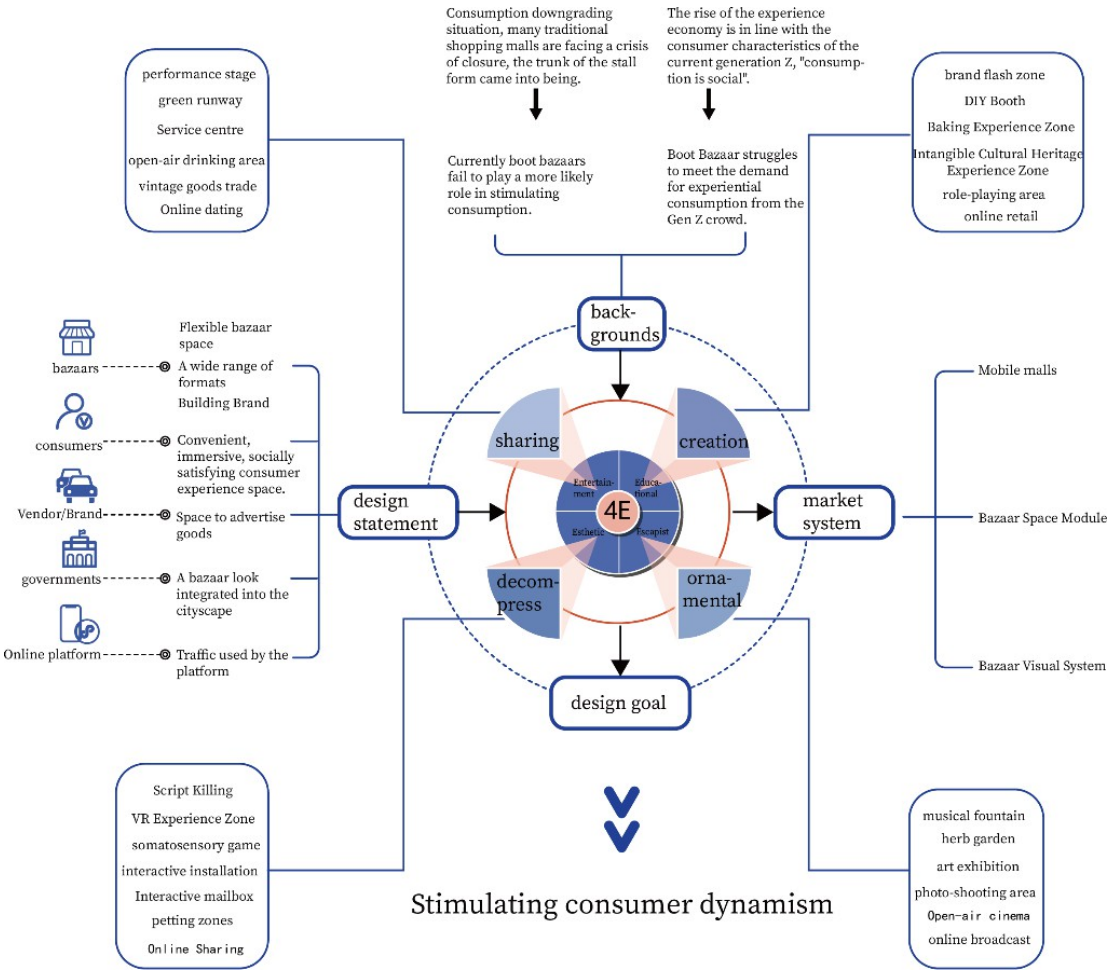 Consumption downgrading
situation, many traditional
shopping malls are facing a crisis
of closure, the trunk of the stall
form came into being.
The rise of the experience
economy is in line with the
consumer characteristics of the
current generation Z, "consump-
tion is social".
Currently boot bazaars
fail to play a more likely
role in stimulating
consumption.
Boot Bazaar struggles
to meet the demand
for experiential
consumption from the
Gen Z crowd.
performance stage
green runway
Service centre
open-air drinking area
vintage goods trade
Online dating
brand flash zone
DIY Booth
Baking Experience Zone
Intangible Cultural Heritage
Experience Zone
role-playing area
online retail
back-
grounds
bazaars
Flexible bazaar
space
A wide range of
formats
Building Brand
consumers
Convenient,
immersive, socially
satisfying consumer
experience space.
Vendor/Brand
Space to advertise
goods
governments
A bazaar look
integrated into the
cityscape
Online platform
Traffic used by the
platform
design
statement
sharing
creation
Entertain-
ment
Educa-
tional
4E
Esthetic
Escapist
decom-
press
orna-
mental
market
system
Mobile malls
Bazaar Space Module
Bazaar Visual System
design goal
Script Killing
VR Experience Zone
somatosensory game
interactive installation
Interactive mailbox
petting zones
Online Sharing
musical fountain
herb garden
art exhibition
photo-shooting area
Open-air cinema
online broadcast
Stimulating consumer dynamism